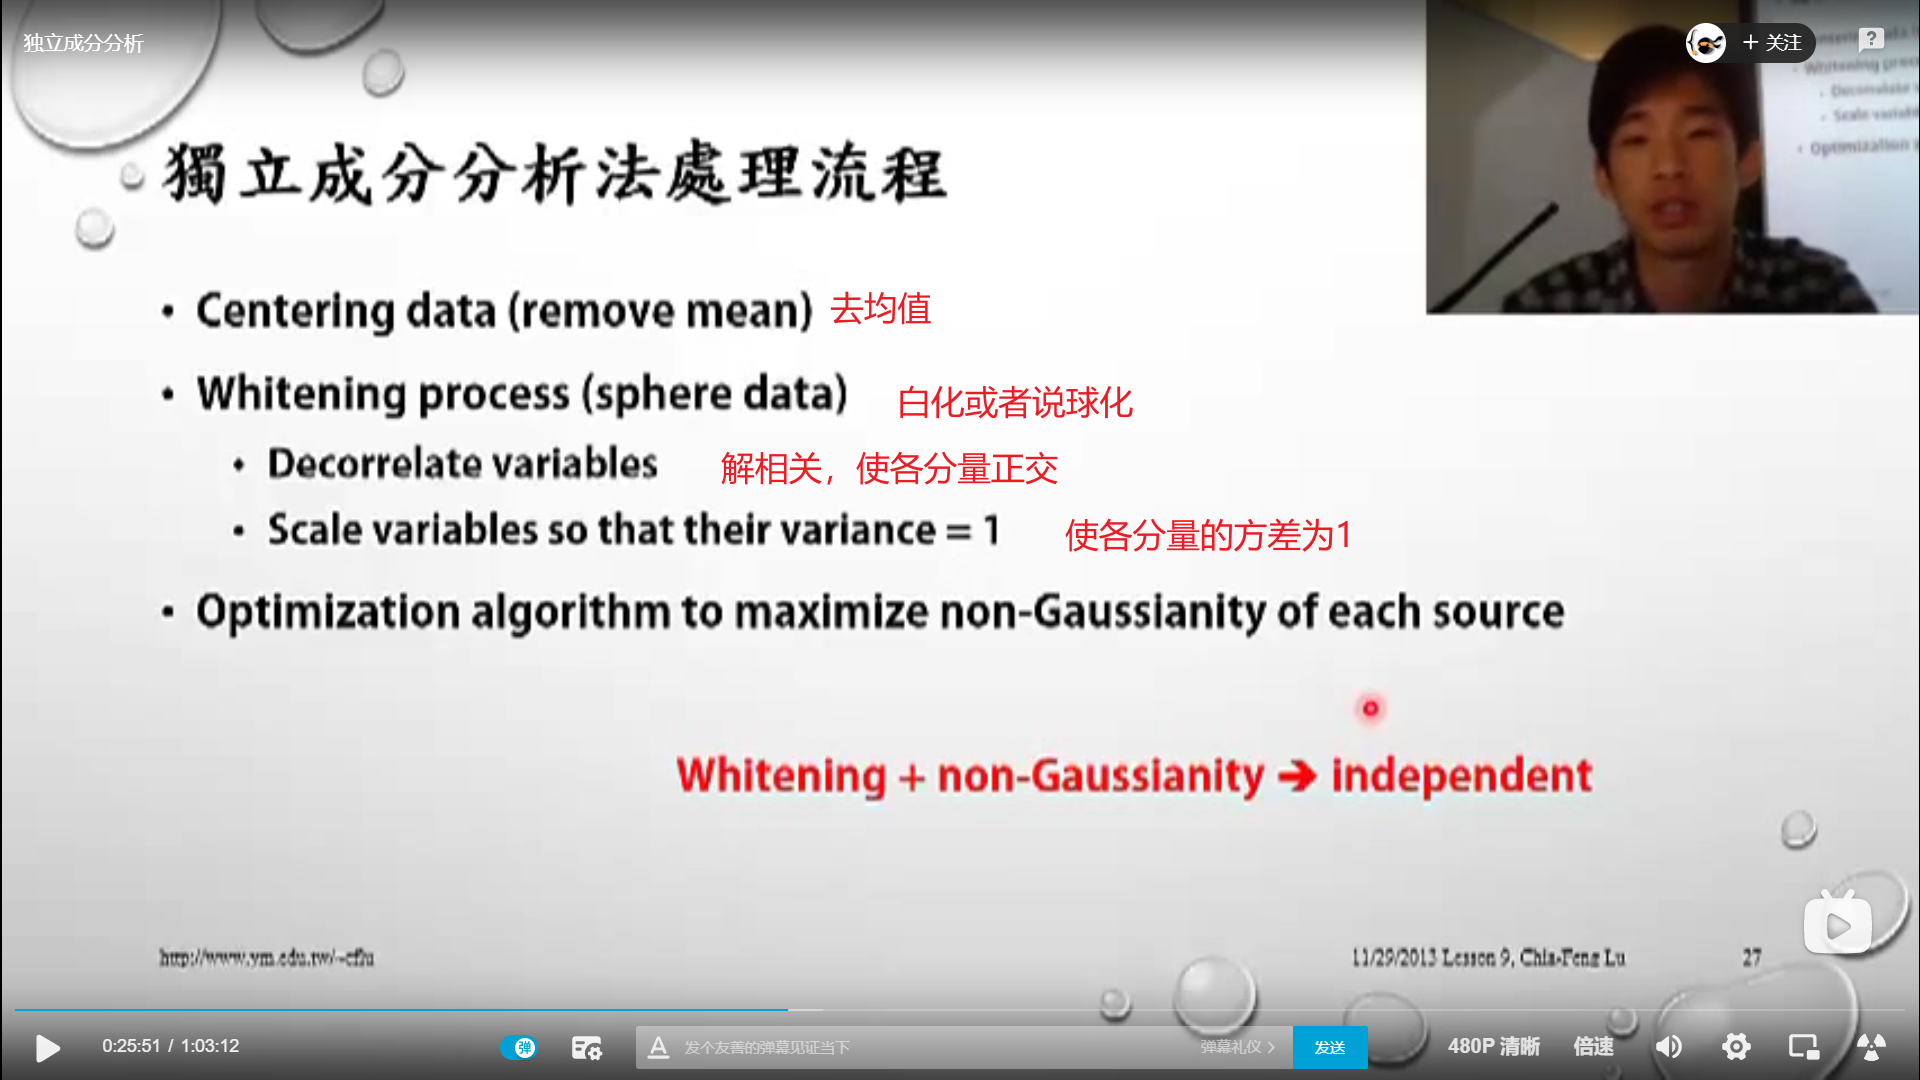 独立成分分析
+ 关注
獨立成分分析法處理流程
• Centering data (remove mean) 去均值
• Whitening process (sphere data) 白化或者说球化
• Decorrelate variables 解相关，使各分量正交
• Scale variables so that their variance = 1 使各分量的方差为1
• Optimization algorithm to maximize non-Gaussianity of each source
Whitening + non-Gaussianity ➔ independent
http://www.ym.edu.tw/~cflu
11/29/2013 Lesson 9, Chia-Feng Lu
27
0:25:51 / 1:03:12
弹
A 发个友善的弹幕见证当下
弹幕礼仪 >
发送
480P 清晰
倍速